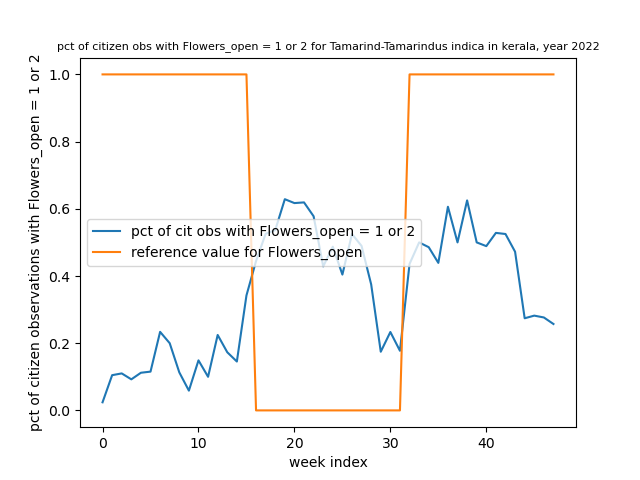 pct of citizen obs with Flowers_open = 1 or 2 for Tamarind-Tamarindus indica in kerala, year 2022
pct of citizen observations with Flowers_open = 1 or 2
1.0
0.8
0.6
0.4
0.2
0.0
pct of cit obs with Flowers_open = 1 or 2
reference value for Flowers_open
0 10 20 30 40
week index